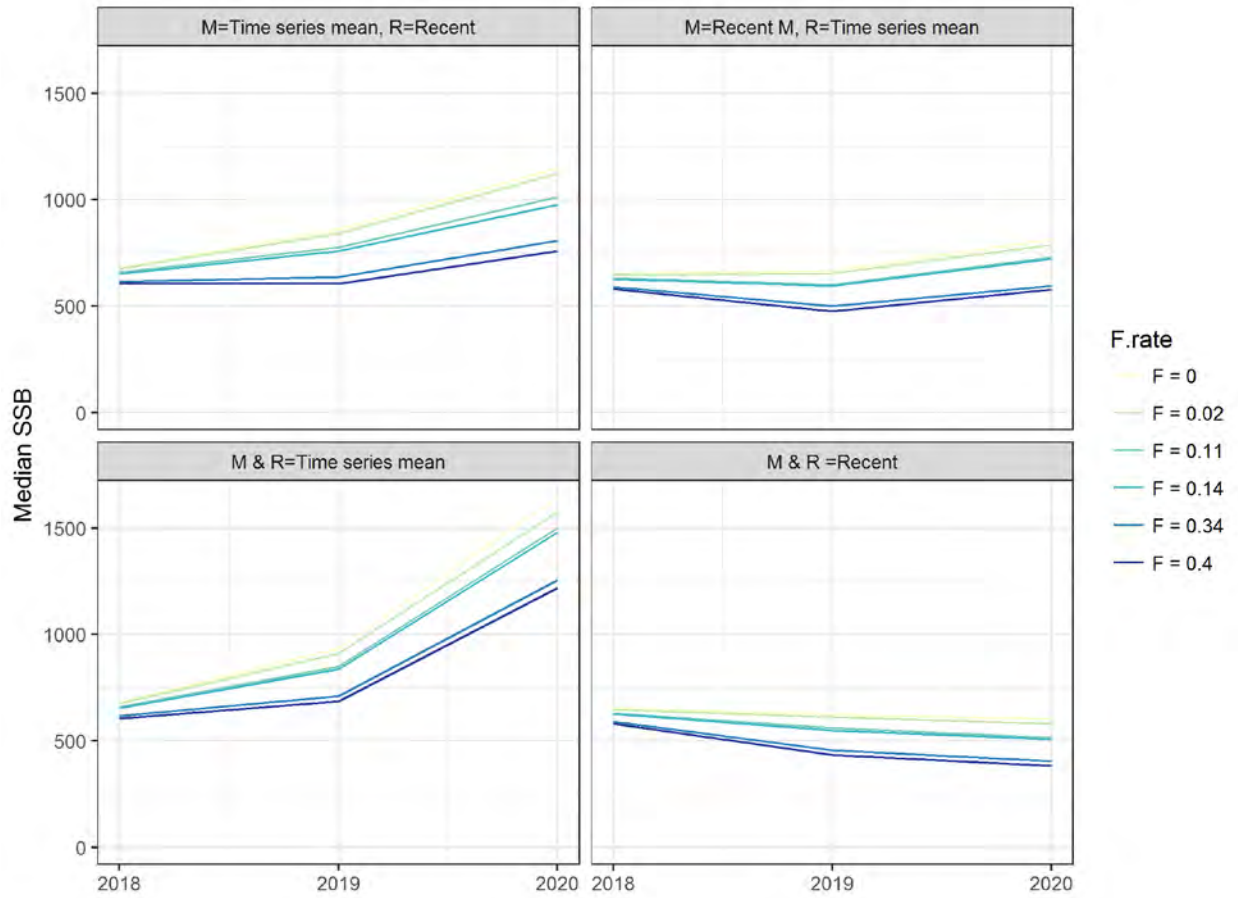 M=Time series mean, R=Recent
M=Recent M, R=Time series mean
1500
1000
500
0
Median SSB
M & R=Time series mean
M & R =Recent
1500
1000
500
0
2018
2019
2020
2018
2019
2020
F.rate
F = 0
F = 0.02
F = 0.11
F = 0.14
F = 0.34
F = 0.4